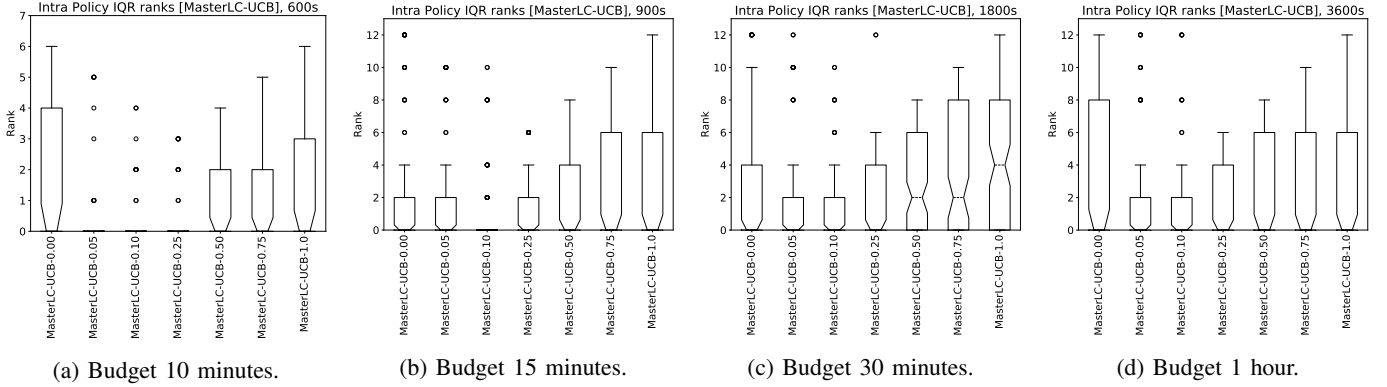 Intra Policy IQR ranks [MasterLC-UCB], 600s
7
6
5
4
3
2
1
0
Rank
MasterLC-UCB-0.00
MasterLC-UCB-0.05
MasterLC-UCB-0.10
MasterLC-UCB-0.25
MasterLC-UCB-0.50
MasterLC-UCB-0.75
MasterLC-UCB-1.0
(a) Budget 10 minutes.
Intra Policy IQR ranks [MasterLC-UCB], 900s
12
10
8
6
4
2
0
Rank
MasterLC-UCB-0.00
MasterLC-UCB-0.05
MasterLC-UCB-0.10
MasterLC-UCB-0.25
MasterLC-UCB-0.50
MasterLC-UCB-0.75
MasterLC-UCB-1.0
(b) Budget 15 minutes.
Intra Policy IQR ranks [MasterLC-UCB], 1800s
12
10
8
6
4
2
0
Rank
MasterLC-UCB-0.00
MasterLC-UCB-0.05
MasterLC-UCB-0.10
MasterLC-UCB-0.25
MasterLC-UCB-0.50
MasterLC-UCB-0.75
MasterLC-UCB-1.0
(c) Budget 30 minutes.
Intra Policy IQR ranks [MasterLC-UCB], 3600s
12
10
8
6
4
2
0
Rank
MasterLC-UCB-0.00
MasterLC-UCB-0.05
MasterLC-UCB-0.10
MasterLC-UCB-0.25
MasterLC-UCB-0.50
MasterLC-UCB-0.75
MasterLC-UCB-1.0
(d) Budget 1 hour.